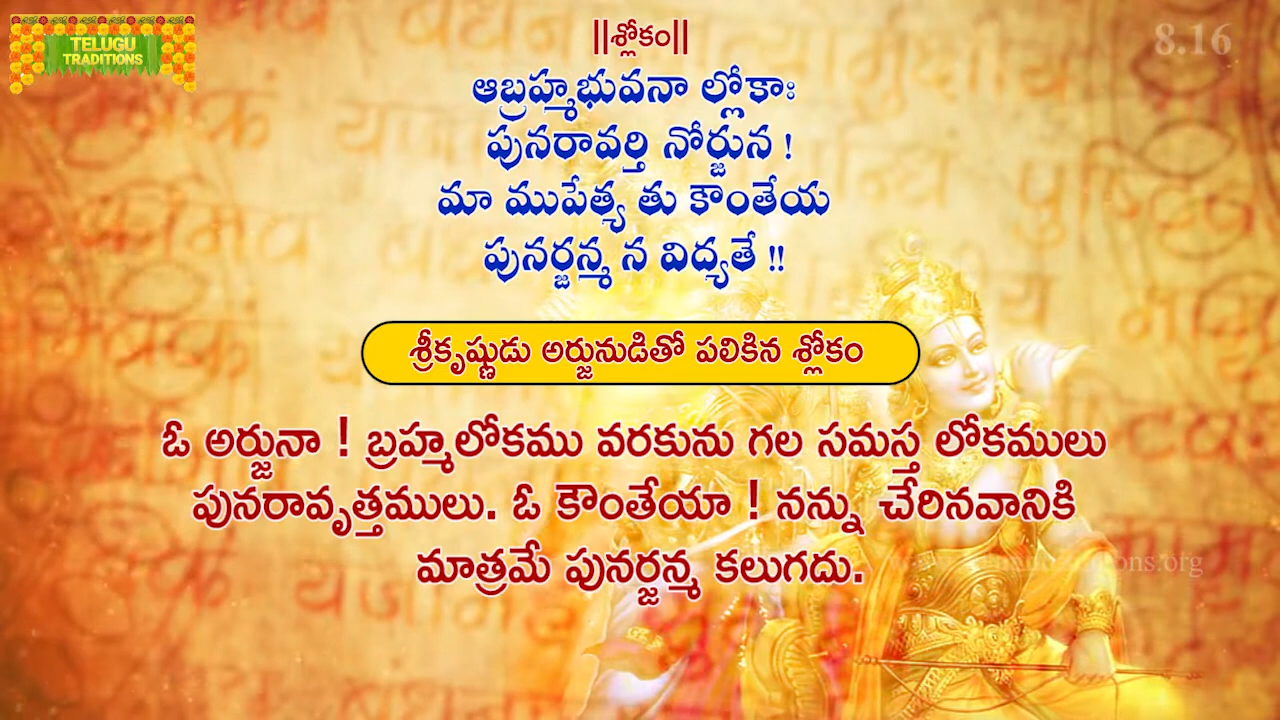 TELUGU
TRADITIONS
||శ్లోకం||
8.16
ఆబ్రహ్మభువనా ల్లోకాః
పునరావర్తి నోర్జున !
మా ముపేత్య తు కౌంతేయ
పునర్జన్మ న విద్యతే !!
శ్రీకృష్ణుడు అర్జునుడితో పలికిన శ్లోకం
ఓ అర్జునా ! బ్రహ్మలోకము వరకును గల సమస్త లోకములు
పునరావృత్తములు. ఓ కౌంతేయా ! నన్ను చేరినవానికి
మాత్రమే పునర్జన్మ కలుగదు.